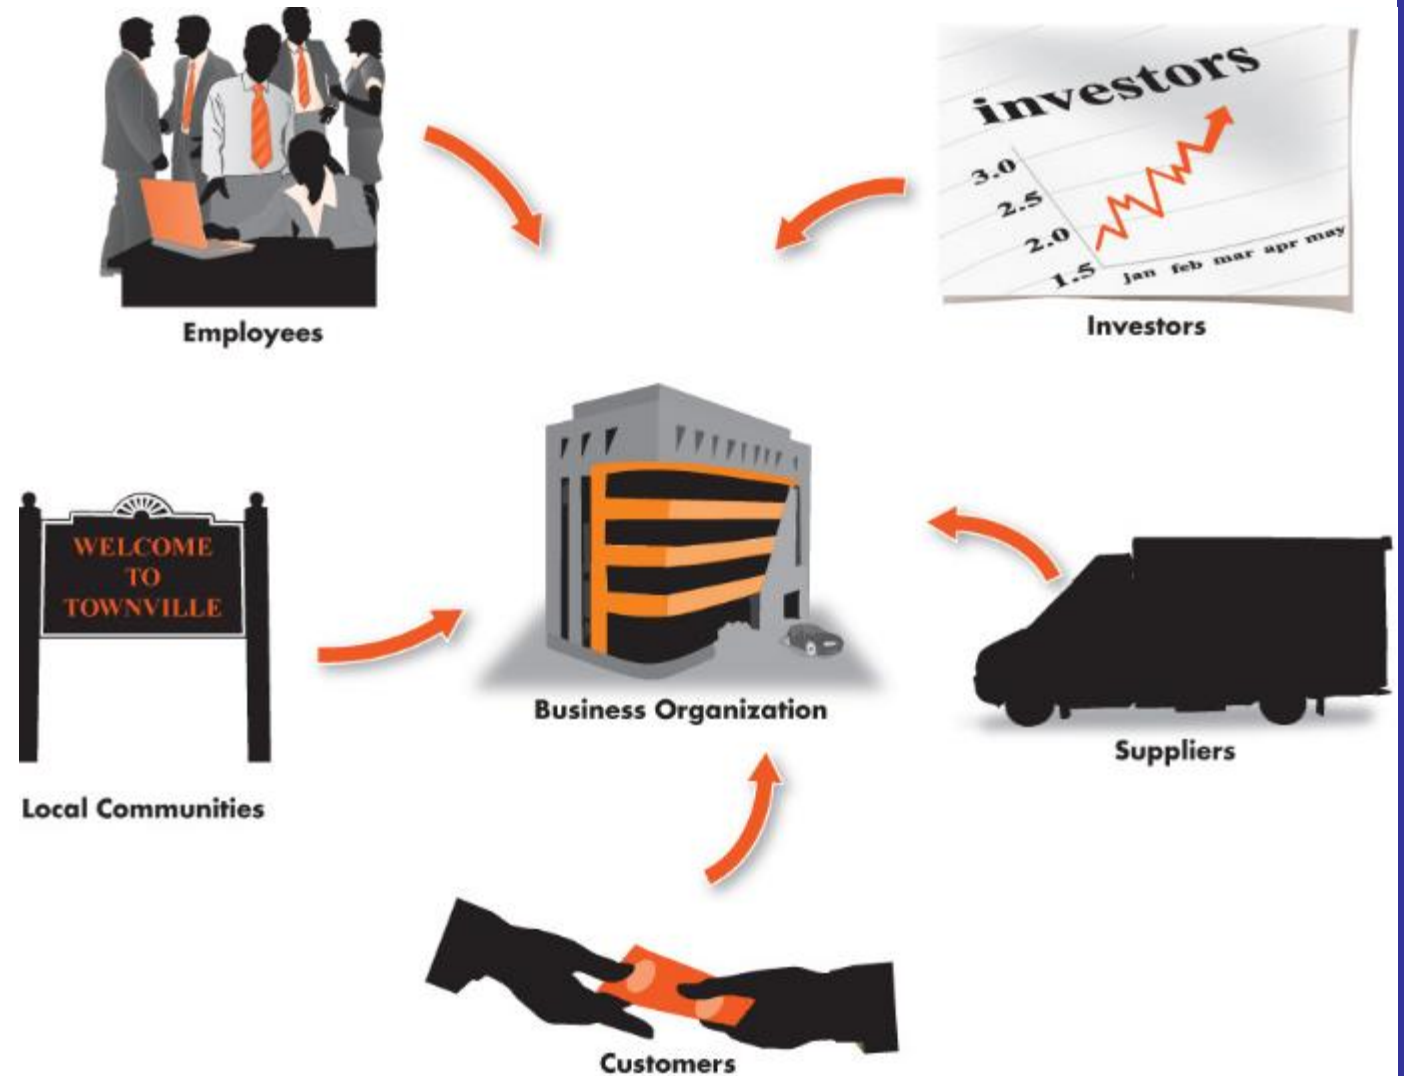 Employees
investors
3.0
2.5
2.0
1.5
jan feb mar apr may
Investors
WELCOME
TO
TOWNVILLE
Local Communities
Business Organization
Suppliers
Customers